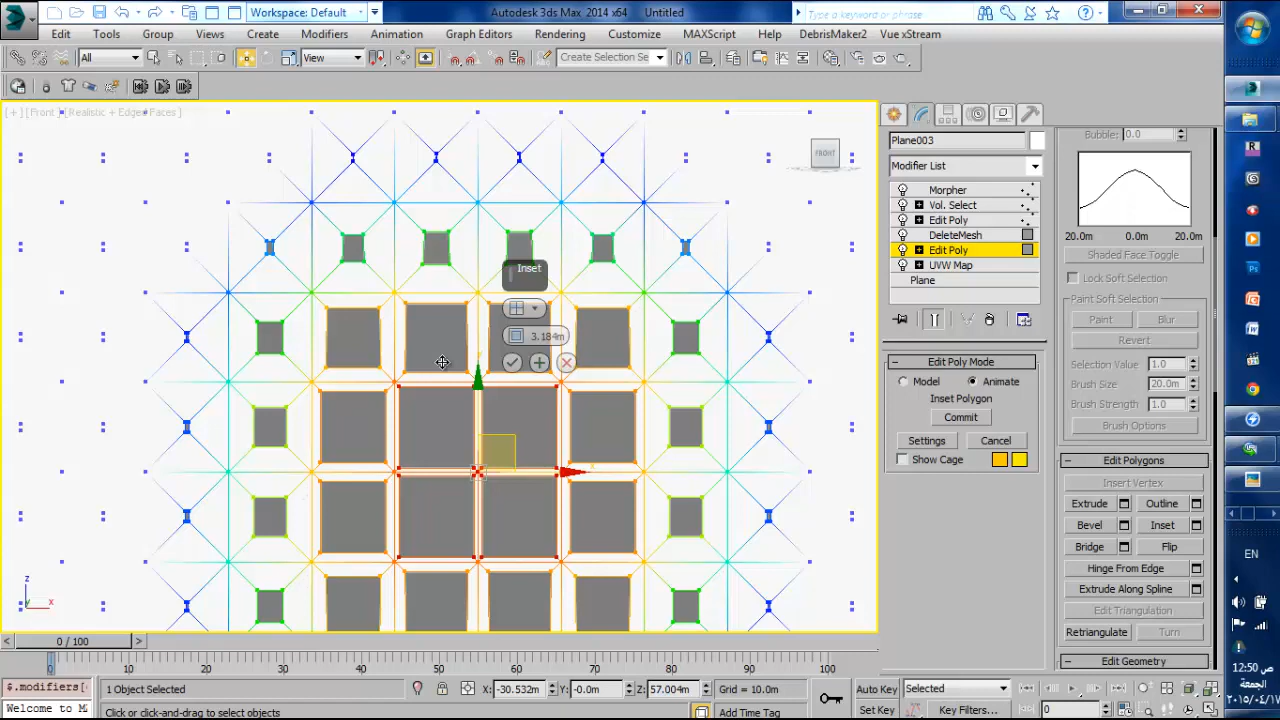 Workspace: Default
Autodesk 3ds Max 2014 x64 Untitled
Type a keyword or phrase
Edit Tools Group Views Create Modifiers Animation Graph Editors Rendering Customize MAXScript Help DebrisMaker2 Vue xStream
All
View
Create Selection Se
[+] [Front] [Realistic + Edged Faces]
FRONT
Inset
3.184m
x
z
x
Plane003
Modifier List
Morpher
Vol. Select
Edit Poly
DeleteMesh
Edit Poly
UVW Map
Plane
Edit Poly Mode
Model Animate
Inset Polygon
Commit
Settings Cancel
Show Cage
Bubble: 0.0
20.0m 0.0m 20.0m
Shaded Face Toggle
Lock Soft Selection
Paint Soft Selection
Paint Blur
Revert
Selection Value 1.0
Brush Size 20.0m
Brush Strength 1.0
Brush Options
Edit Polygons
Insert Vertex
Extrude Outline
Bevel Inset
Bridge Flip
Hinge From Edge
Extrude Along Spline
Edit Triangulation
Retriangulate Turn
Edit Geometry
0 / 100
0 10 20 30 40 50 60 70 80 90 100
$.modifiers[
Welcome to M
1 Object Selected
X: -30.532m Y: -0.0m Z: 57.004m Grid = 10.0m
Click or click-and-drag to select objects
Add Time Tag
Auto Key Selected
Set Key Key Filters...
0
EN
12:50 ص
الجمعة
٢٠١٥/٠٤/١٧